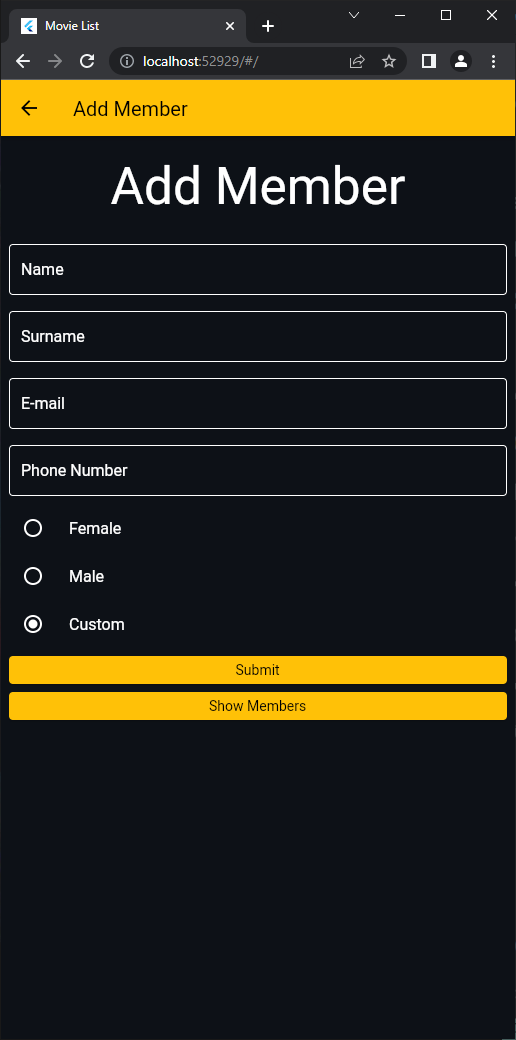 Movie List
localhost:52929/#/
Add Member
Add Member
Name
Surname
E-mail
Phone Number
Female
Male
Custom
Submit
Show Members